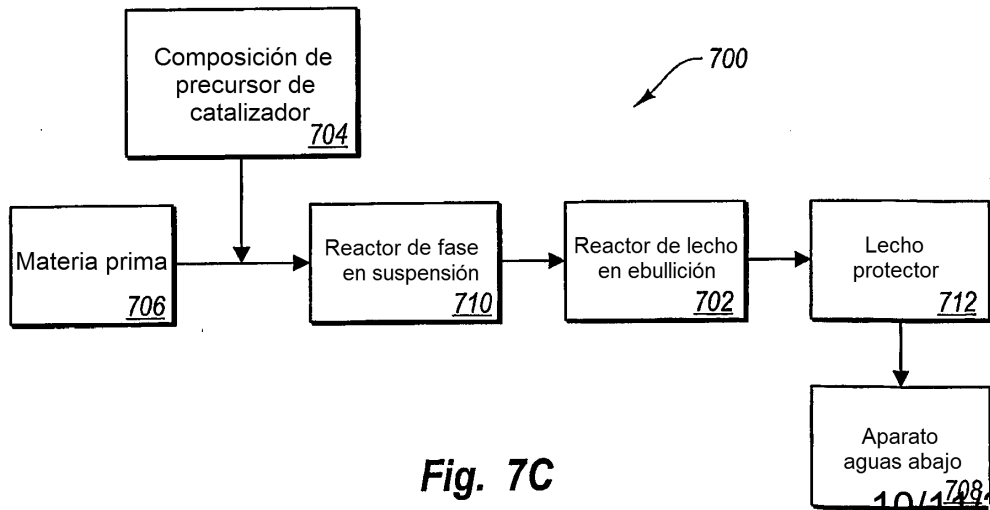 Composición de
precursor de
catalizador
704
700
Materia prima
706
Reactor de fase
en suspensión
710
Reactor de lecho
en ebullición
702
Lecho
protector
712
Aparato
aguas abajo
708
Fig. 7C